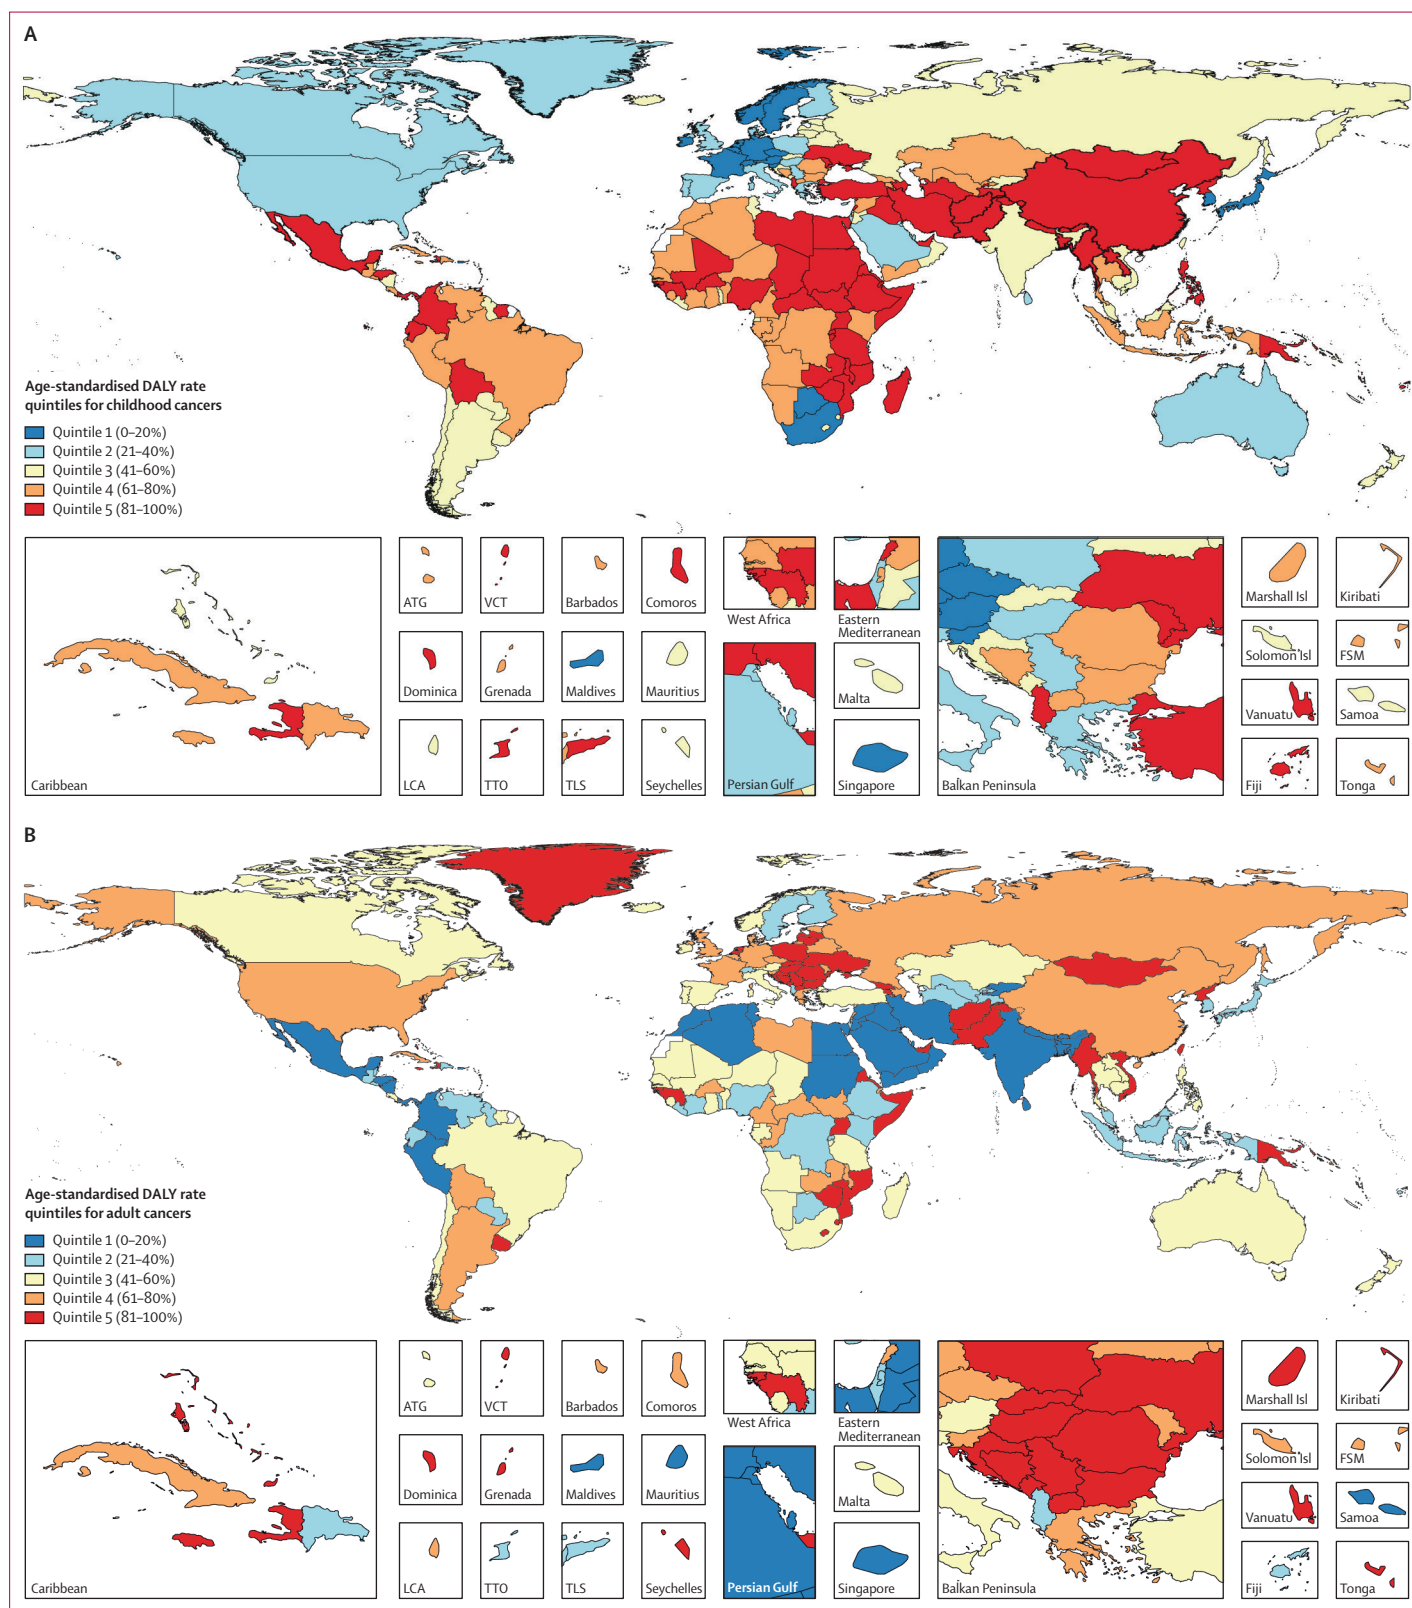 A
Age-standardised DALY rate
quintiles for childhood cancers
Quintile 1 (0–20%)
Quintile 2 (21–40%)
Quintile 3 (41–60%)
Quintile 4 (61–80%)
Quintile 5 (81–100%)
Caribbean
ATG
VCT
Barbados
Comoros
Dominica
Grenada
Maldives
Mauritius
LCA
TTO
TLS
Seychelles
West Africa
Eastern
Mediterranean
Persian Gulf
Malta
Singapore
Balkan Peninsula
Marshall Isl
Kiribati
Solomon Isl
FSM
Vanuatu
Samoa
Fiji
Tonga
B
Age-standardised DALY rate
quintiles for adult cancers
Quintile 1 (0–20%)
Quintile 2 (21–40%)
Quintile 3 (41–60%)
Quintile 4 (61–80%)
Quintile 5 (81–100%)
Caribbean
ATG
VCT
Barbados
Comoros
Dominica
Grenada
Maldives
Mauritius
LCA
TTO
TLS
Seychelles
West Africa
Eastern
Mediterranean
Persian Gulf
Malta
Singapore
Balkan Peninsula
Marshall Isl
Kiribati
Solomon Isl
FSM
Vanuatu
Samoa
Fiji
Tonga